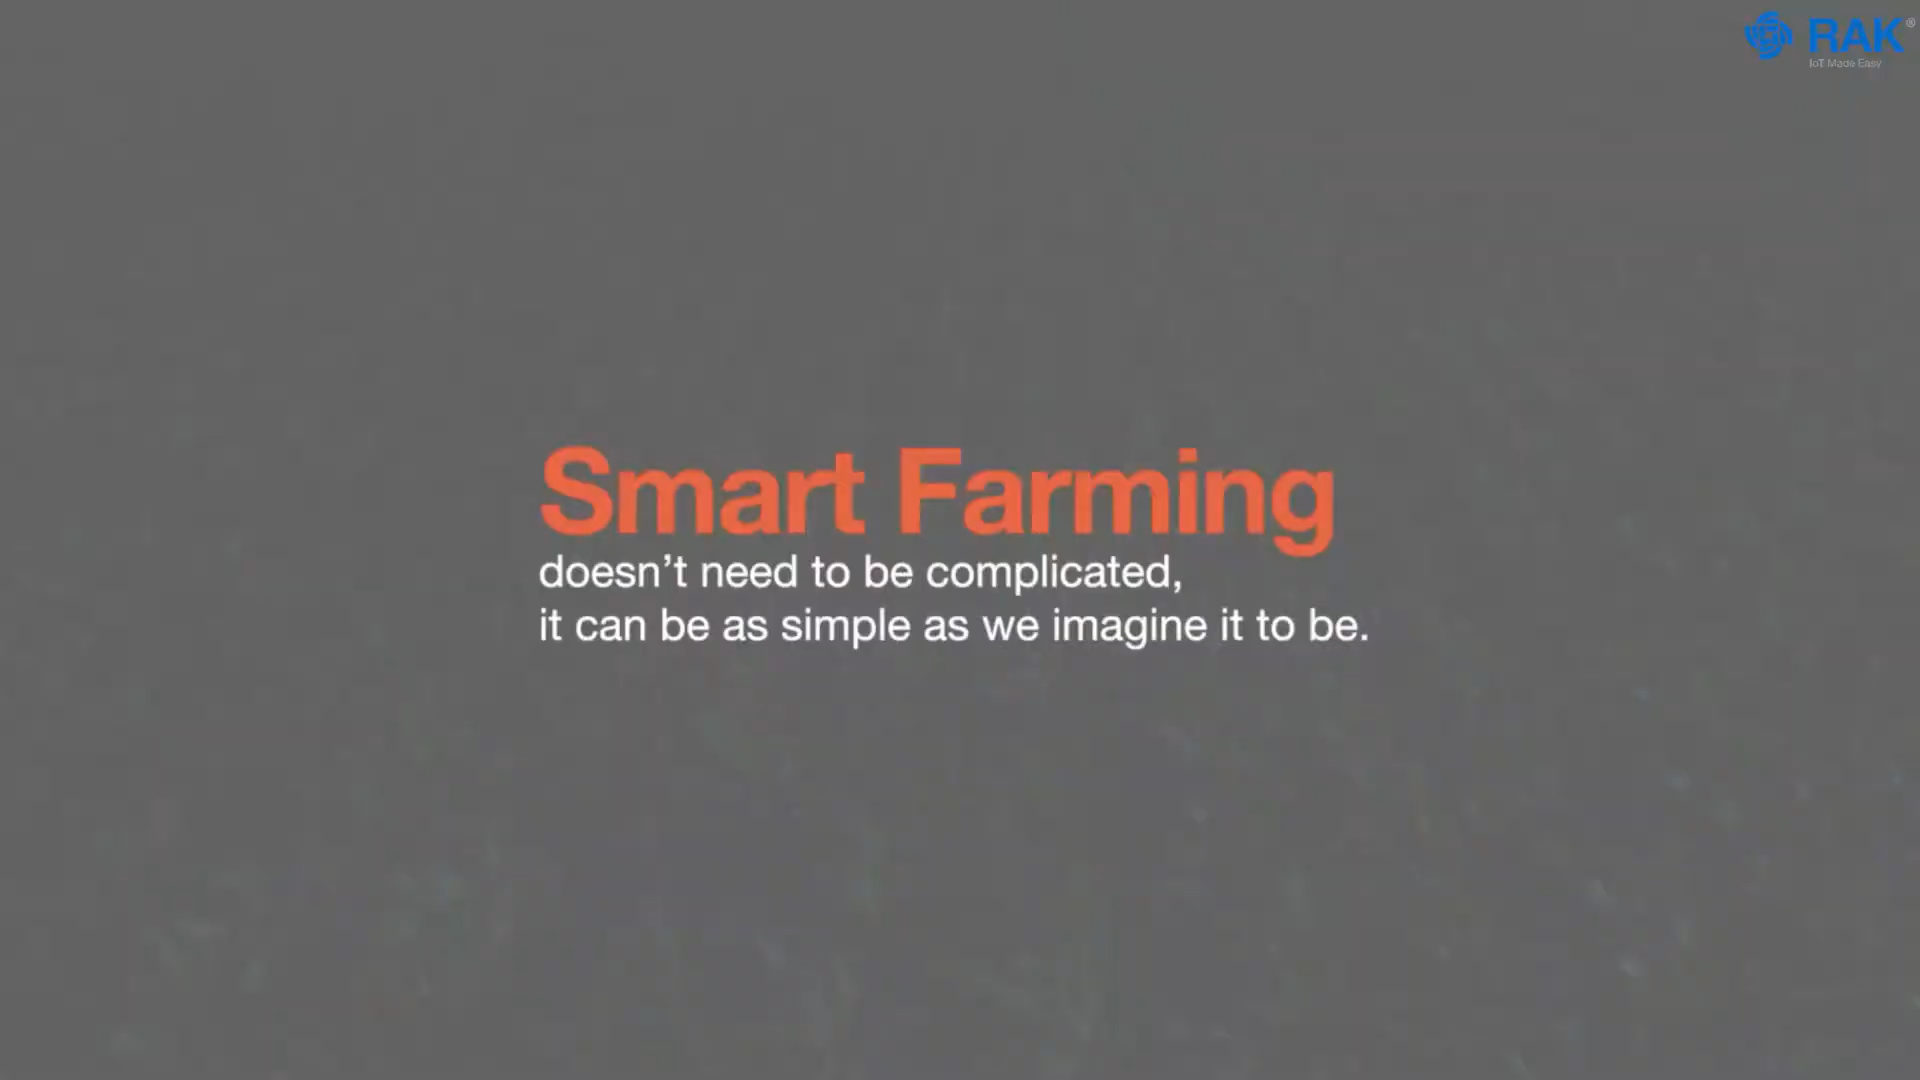 RAK®
IoT Made Easy
Smart Farming
doesn’t need to be complicated,
it can be as simple as we imagine it to be.